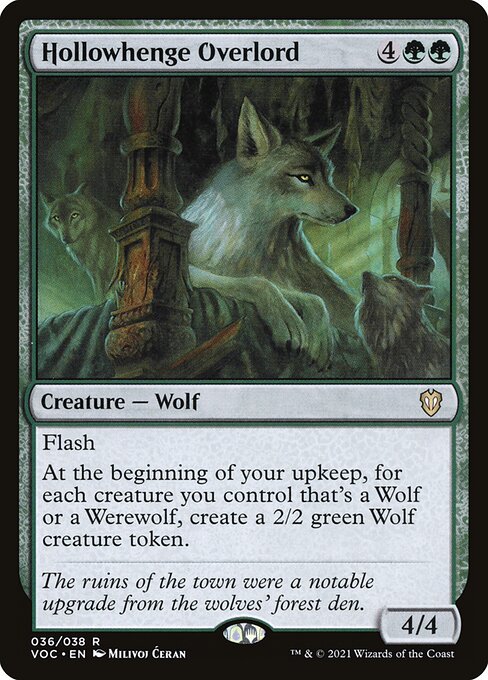 Hollowhenge Overlord 4
Creature — Wolf
Flash
At the beginning of your upkeep, for
each creature you control that's a Wolf
or a Werewolf, create a 2/2 green Wolf
creature token.
The ruins of the town were a notable
upgrade from the wolves' forest den.
4/4
036/038 R
VOC • EN Milivoj Ćeran
™ & © 2021 Wizards of the Coast